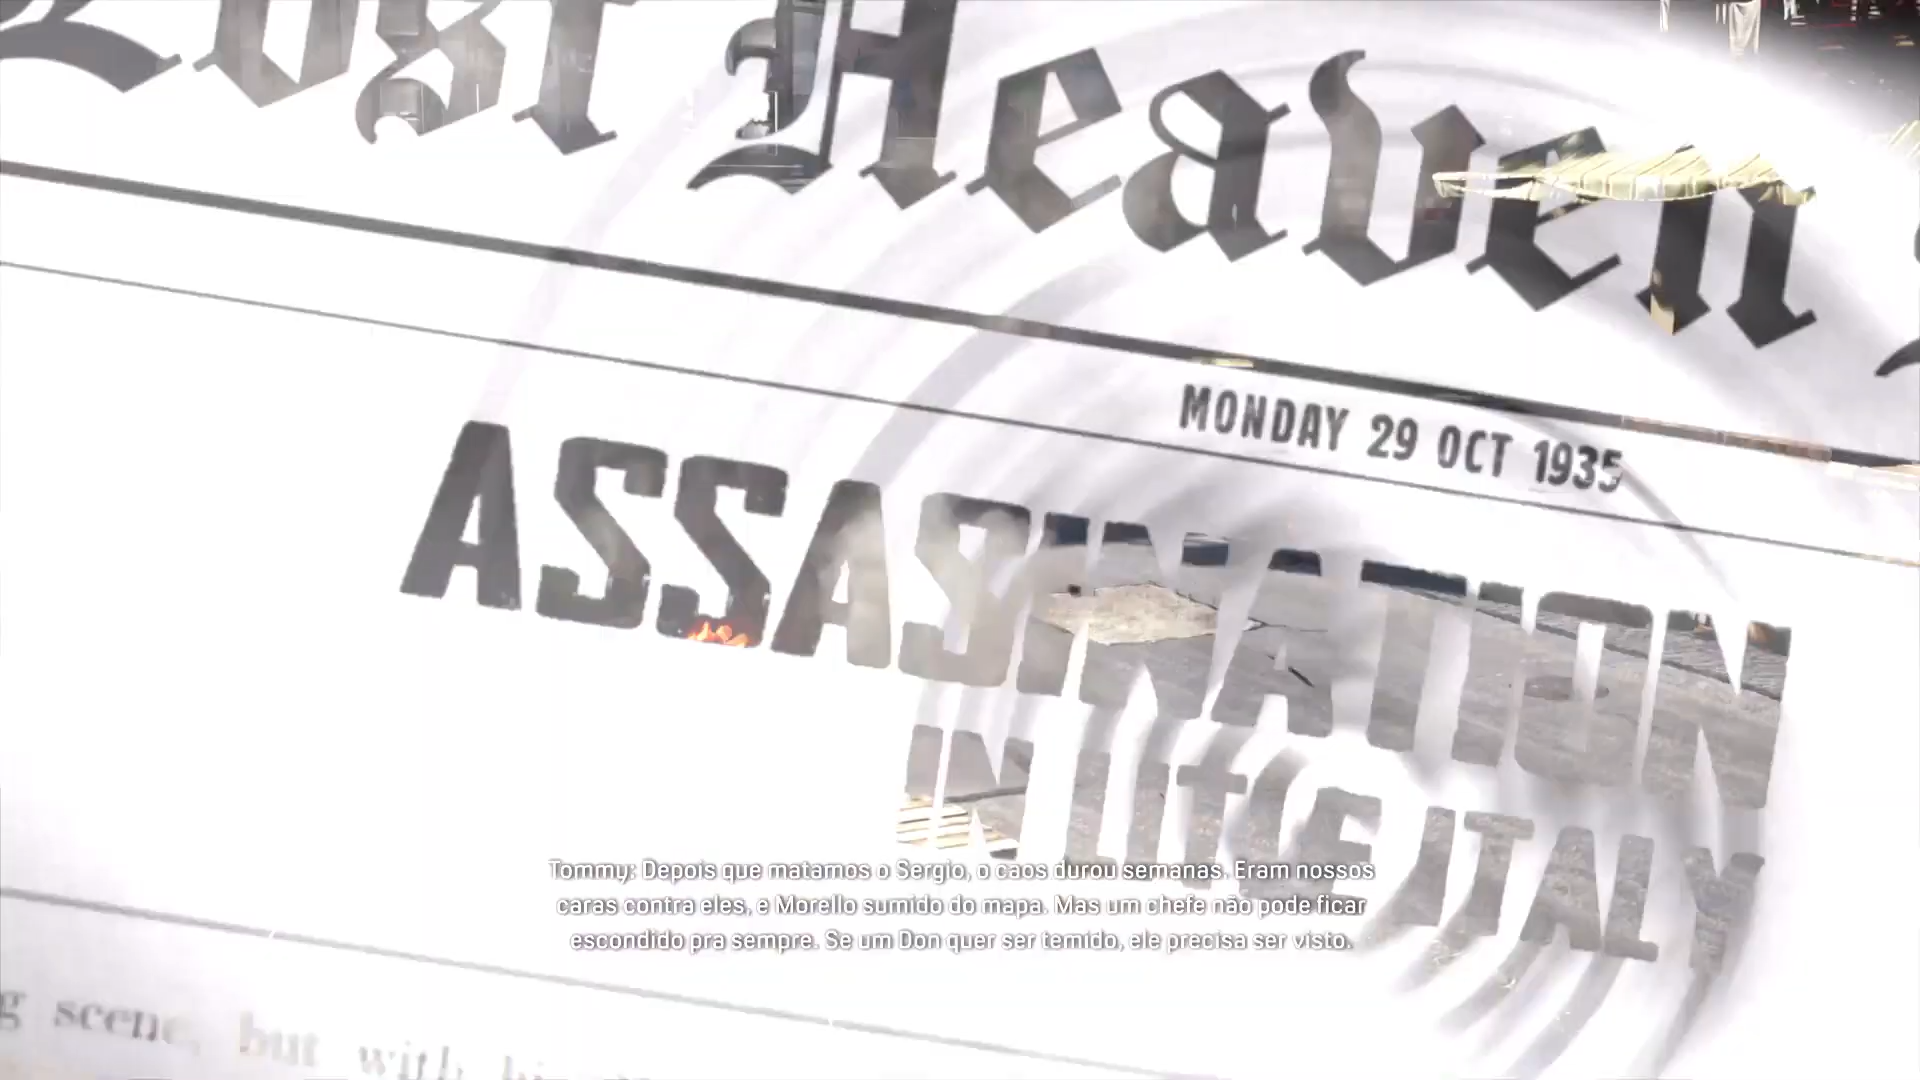 Lost Heaven
MONDAY 29 OCT 1935
ASSASINATION
IN LITTLE ITALY
Tommy: Depois que matamos o Sergio, o caos durou semanas. Eram nossos
caras contra eles, e Morello sumido do mapa. Mas um chefe não pode ficar
escondido pra sempre. Se um Don quer ser temido, ele precisa ser visto.
scene, but with